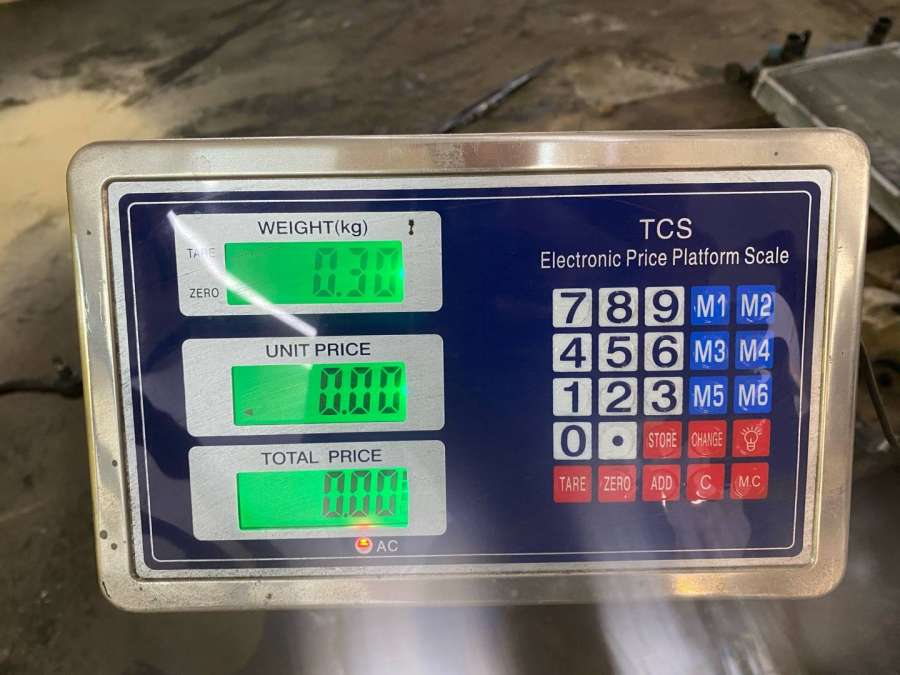 WEIGHT(kg)
TARE
ZERO
0.30
UNIT PRICE
0.00
TOTAL PRICE
0.00
AC
TCS
Electronic Price Platform Scale
7 8 9 M1 M2
4 5 6 M3 M4
1 2 3 M5 M6
0 • STORE CHANGE
TARE ZERO ADD C M.C